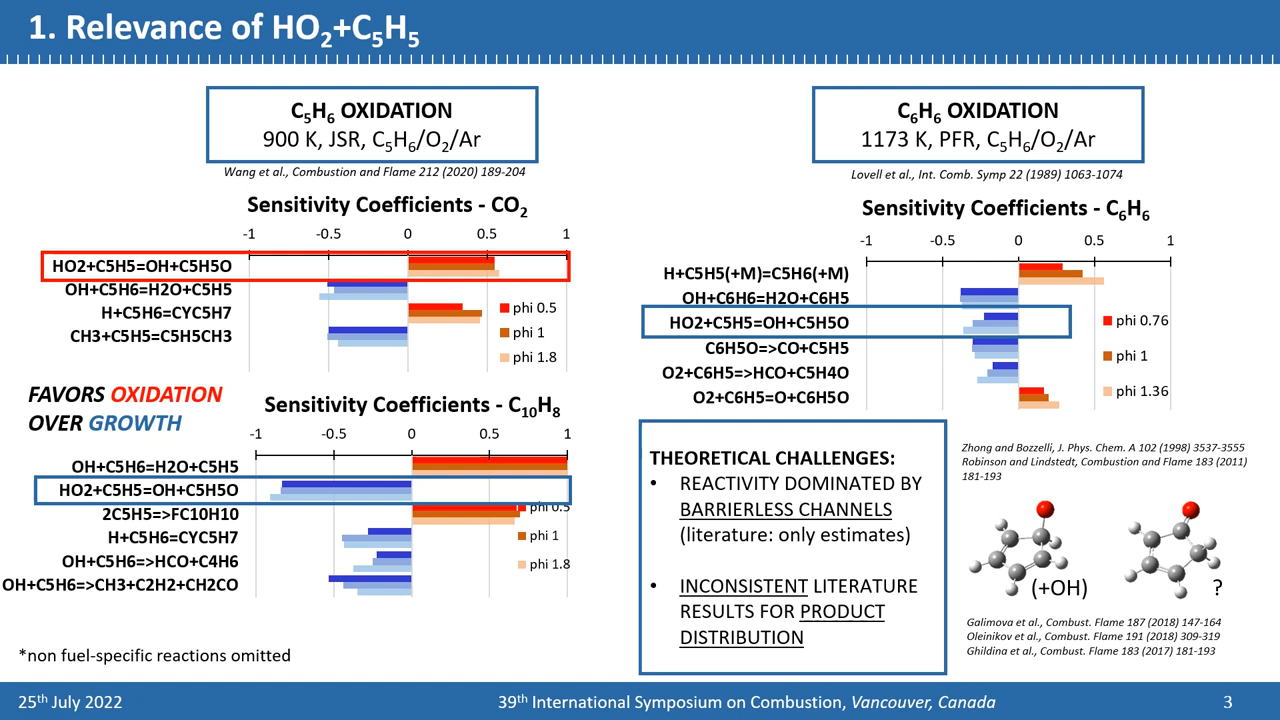 1. Relevance of HO2+C5H5
C5H6 OXIDATION
900 K, JSR, C5H6/O2/Ar
Wang et al., Combustion and Flame 212 (2020) 189-204
Sensitivity Coefficients - CO2
-1 -0.5 0 0.5 1
HO2+C5H5=OH+C5H5O
OH+C5H6=H2O+C5H5
H+C5H6=CYC5H7
CH3+C5H5=C5H5CH3
phi 0.5
phi 1
phi 1.8
FAVORS OXIDATION
OVER GROWTH
Sensitivity Coefficients - C10H8
-1 -0.5 0 0.5 1
OH+C5H6=H2O+C5H5
HO2+C5H5=OH+C5H5O
2C5H5=>FC10H10
H+C5H6=CYC5H7
OH+C5H6=>HCO+C4H6
OH+C5H6=>CH3+C2H2+CH2CO
phi 0.5
phi 1
phi 1.8
*non fuel-specific reactions omitted
C6H6 OXIDATION
1173 K, PFR, C5H6/O2/Ar
Lovell et al., Int. Comb. Symp 22 (1989) 1063-1074
Sensitivity Coefficients - C6H6
-1 -0.5 0 0.5 1
H+C5H5(+M)=C5H6(+M)
OH+C6H6=H2O+C6H5
HO2+C5H5=OH+C5H5O
C6H5O=>CO+C5H5
O2+C6H5=>HCO+C5H4O
O2+C6H5=O+C6H5O
phi 0.76
phi 1
phi 1.36
THEORETICAL CHALLENGES:
• REACTIVITY DOMINATED BY
BARRIERLESS CHANNELS
(literature: only estimates)
• INCONSISTENT LITERATURE
RESULTS FOR PRODUCT
DISTRIBUTION
Zhong and Bozzelli, J. Phys. Chem. A 102 (1998) 3537-3555
Robinson and Lindstedt, Combustion and Flame 183 (2011)
181-193
(+OH) ?
Galimova et al., Combust. Flame 187 (2018) 147-164
Oleinikov et al., Combust. Flame 191 (2018) 309-319
Ghildina et al., Combust. Flame 183 (2017) 181-193
25th July 2022
39th International Symposium on Combustion, Vancouver, Canada
3